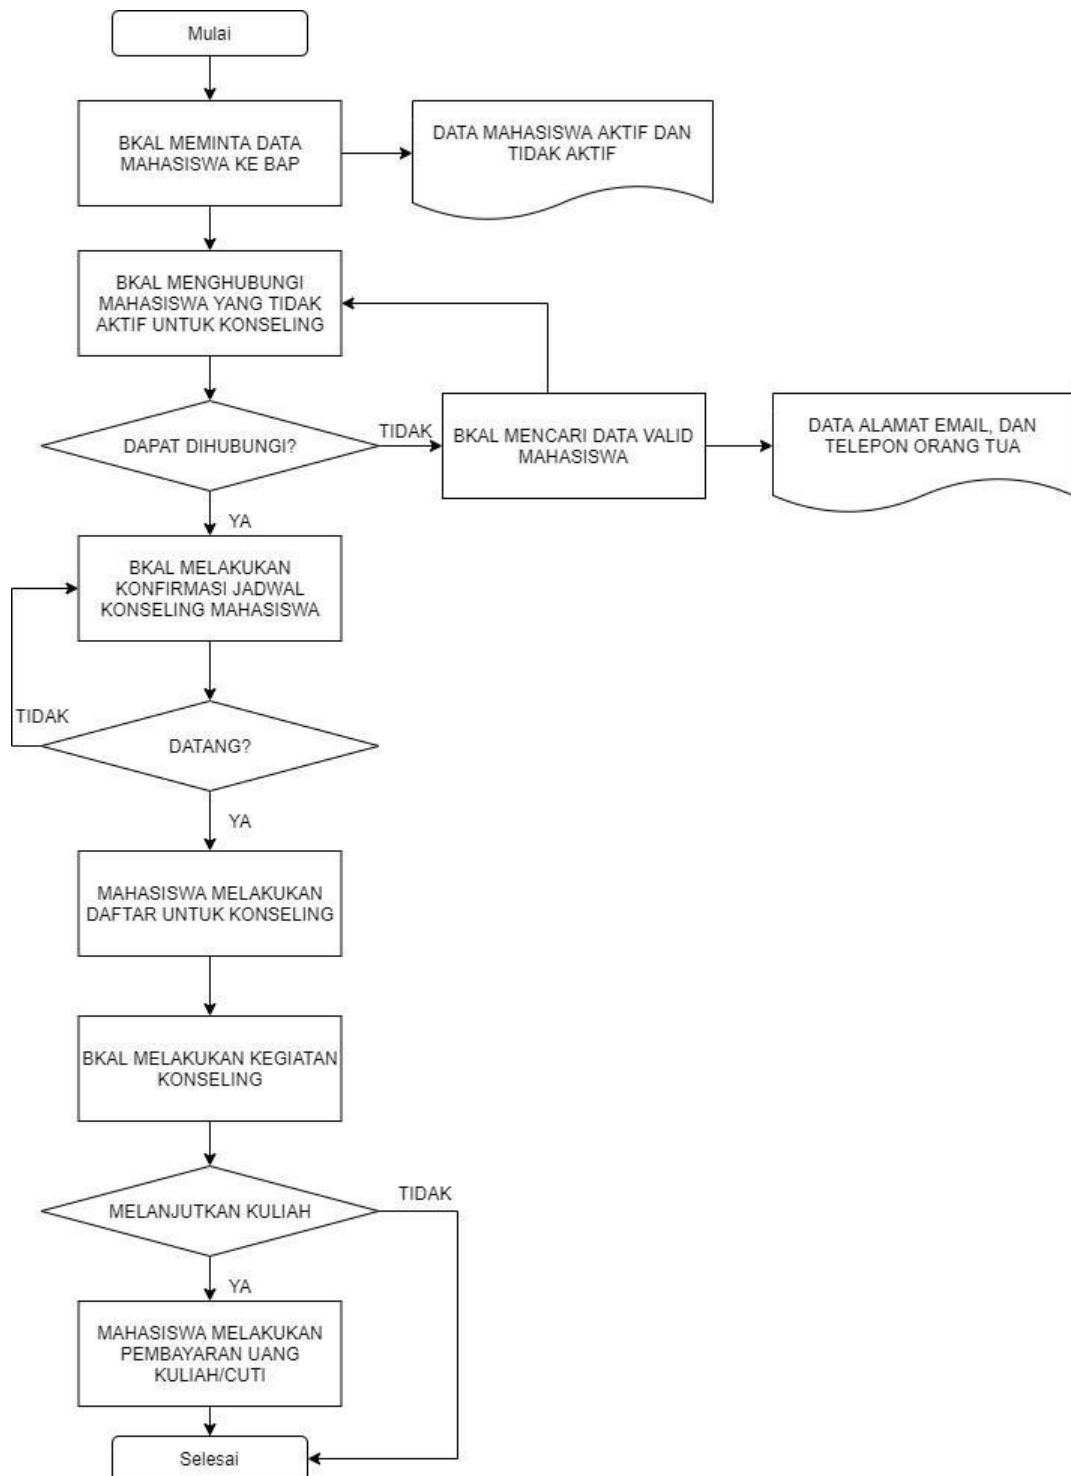 Mulai
BKAL MEMINTA DATA
MAHASISWA KE BAP
DATA MAHASISWA AKTIF DAN
TIDAK AKTIF
BKAL MENGHUBUNGI
MAHASISWA YANG TIDAK
AKTIF UNTUK KONSELING
DAPAT DIHUBUNGI?
TIDAK
BKAL MENCARI DATA VALID
MAHASISWA
DATA ALAMAT EMAIL, DAN
TELEPON ORANG TUA
YA
BKAL MELAKUKAN
KONFIRMASI JADWAL
KONSELING MAHASISWA
TIDAK
DATANG?
YA
MAHASISWA MELAKUKAN
DAFTAR UNTUK KONSELING
BKAL MELAKUKAN KEGIATAN
KONSELING
MELANJUTKAN KULIAH
TIDAK
YA
MAHASISWA MELAKUKAN
PEMBAYARAN UANG
KULIAH/CUTI
Selesai